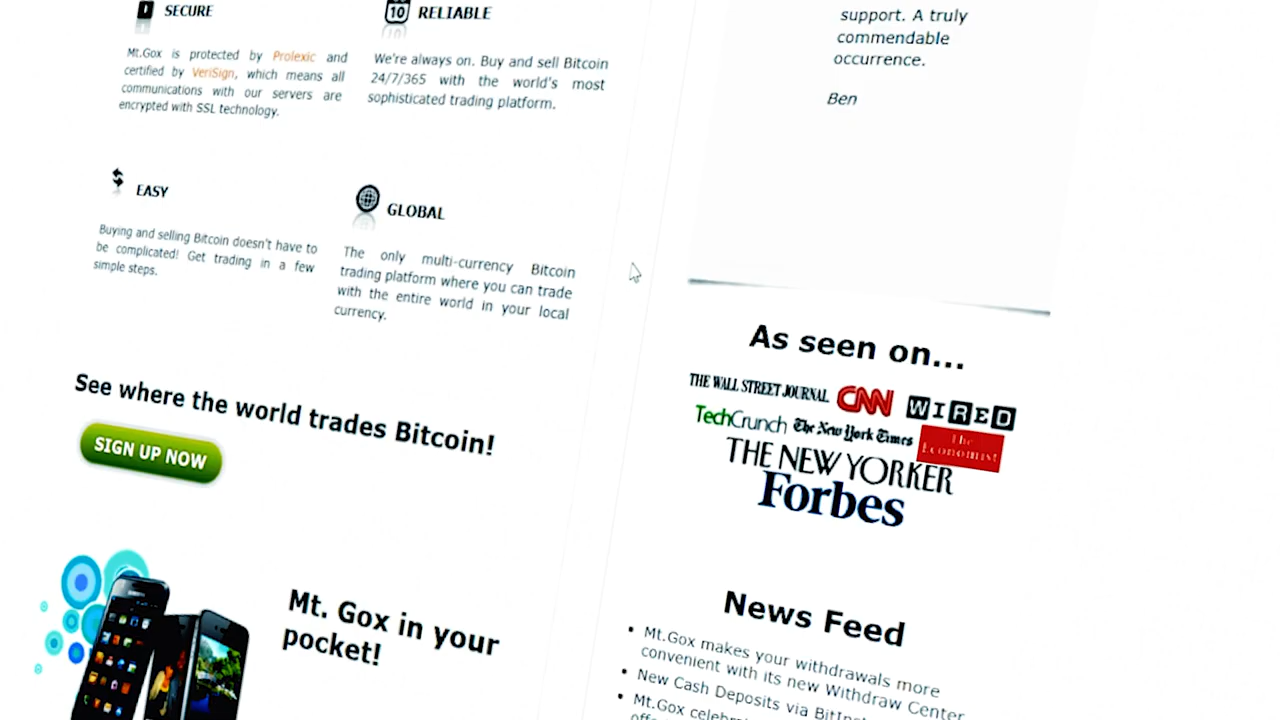 SECURE
Mt.Gox is protected by Prolexic and
certified by VeriSign, which means all
communications with our servers are
encrypted with SSL technology.
10
RELIABLE
We're always on. Buy and sell Bitcoin
24/7/365 with the world's most
sophisticated trading platform.
EASY
Buying and selling Bitcoin doesn't have to
be complicated! Get trading in a few
simple steps.
GLOBAL
The only multi-currency Bitcoin
trading platform where you can trade
with the entire world in your local
currency.
See where the world trades Bitcoin!
SIGN UP NOW
Mt. Gox in your
pocket!
support. A truly
commendable
occurrence.
Ben
As seen on...
THE WALL STREET JOURNAL
CNN
WIRED
TechCrunch
The New York Times
The
Economist
THE NEW YORKER
Forbes
News Feed
• Mt.Gox makes your withdrawals more
convenient with its new Withdraw Center
• New Cash Deposits via
• Mt.Gox